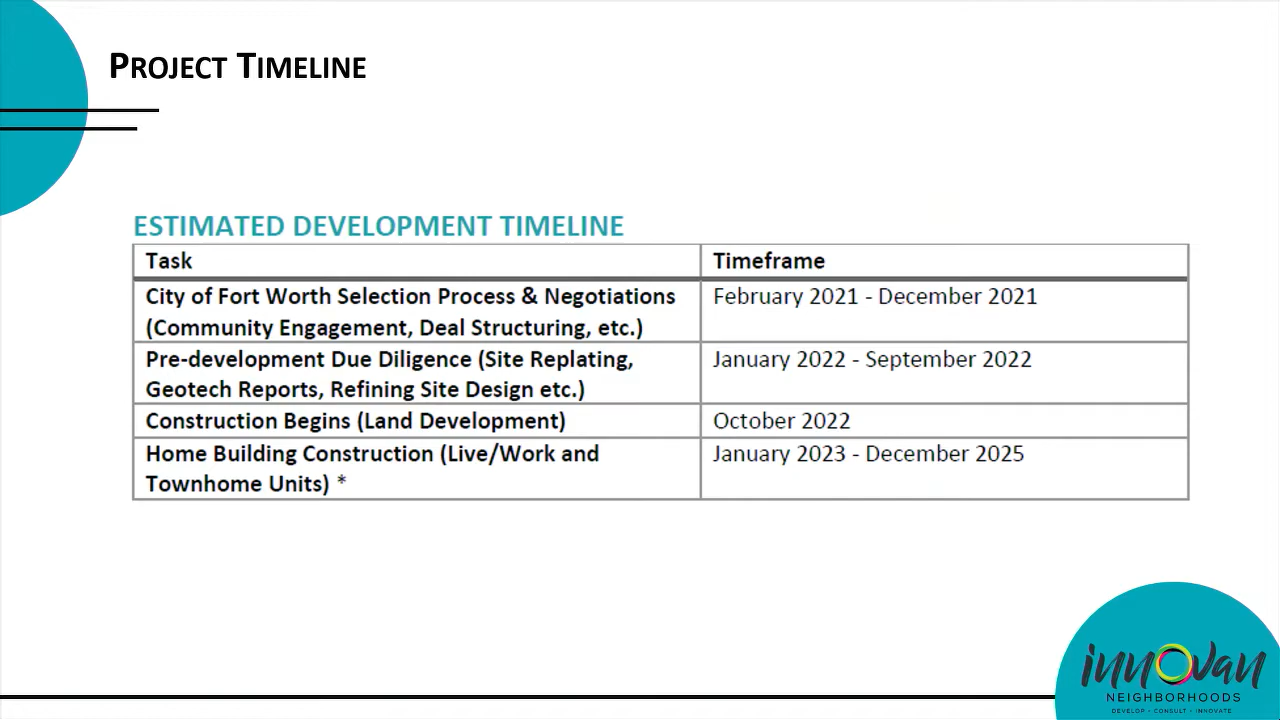 PROJECT TIMELINE
ESTIMATED DEVELOPMENT TIMELINE
Task
Timeframe
City of Fort Worth Selection Process & Negotiations
(Community Engagement, Deal Structuring, etc.)
February 2021 - December 2021
Pre-development Due Diligence (Site Replating,
Geotech Reports, Refining Site Design etc.)
January 2022 - September 2022
Construction Begins (Land Development)
October 2022
Home Building Construction (Live/Work and
Townhome Units) *
January 2023 - December 2025
innovan
NEIGHBORHOODS
DEVELOP • CONSULT • INNOVATE